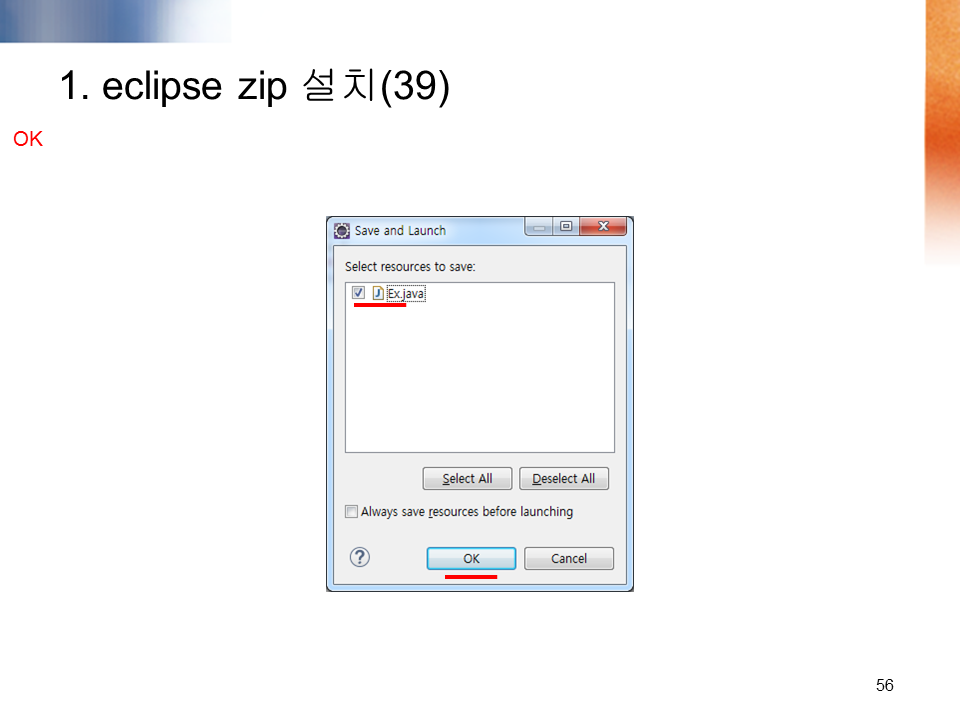 1. eclipse zip 설치(39)
OK
Save and Launch
Select resources to save:
Ex.java
Select All Deselect All
Always save resources before launching
? OK Cancel
56